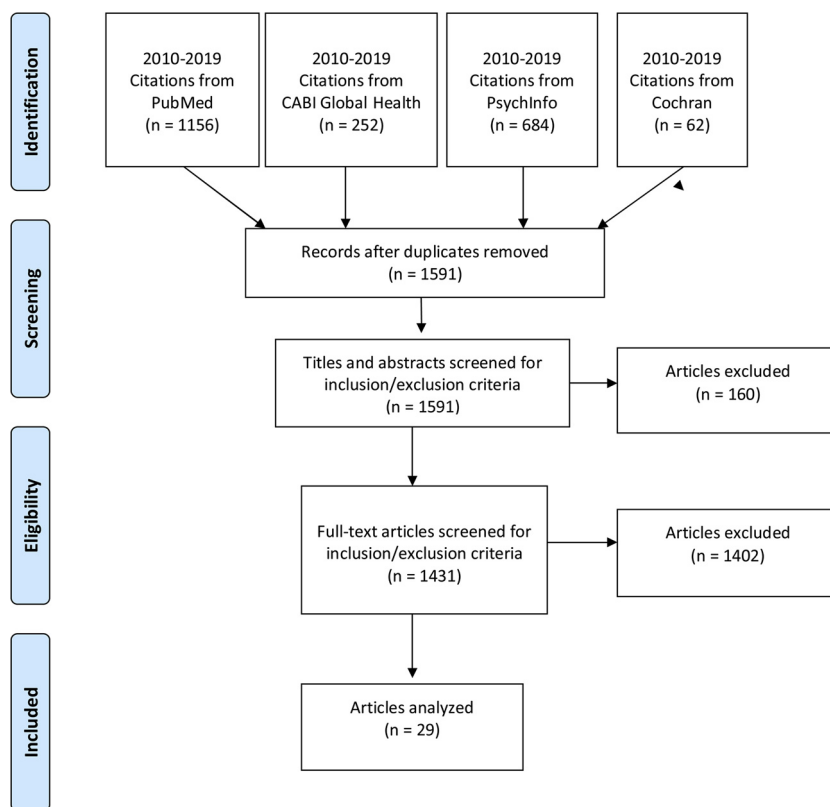 Identification
2010-2019
Citations from
PubMed
(n = 1156)
2010-2019
Citations from
CABI Global Health
(n = 252)
2010-2019
Citations from
PsychInfo
(n = 684)
2010-2019
Citations from
Cochran
(n = 62)
Screening
Records after duplicates removed
(n = 1591)
Titles and abstracts screened for
inclusion/exclusion criteria
(n = 1591)
Articles excluded
(n = 160)
Eligibility
Full-text articles screened for
inclusion/exclusion criteria
(n = 1431)
Articles excluded
(n = 1402)
Included
Articles analyzed
(n = 29)